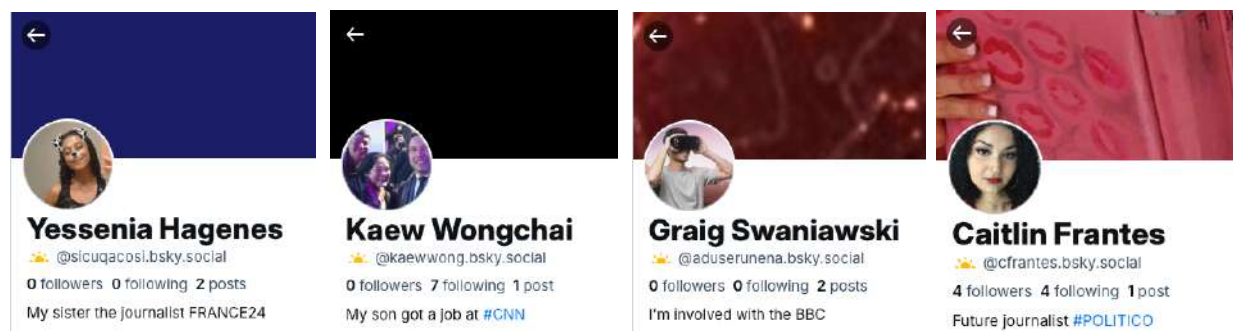 Yessenia Hagenes
@sicuqacosi.bsky.social
0 followers 0 following 2 posts
My sister the journalist FRANCE24
Kaew Wongchai
@kaewwong.bsky.social
0 followers 7 following 1 post
My son got a job at #CNN
Graig Swaniawski
@aduserunena.bsky.social
0 followers 0 following 2 posts
I'm involved with the BBC
Caitlin Frantes
@cfrantes.bsky.social
4 followers 4 following 1 post
Future journalist #POLITICO